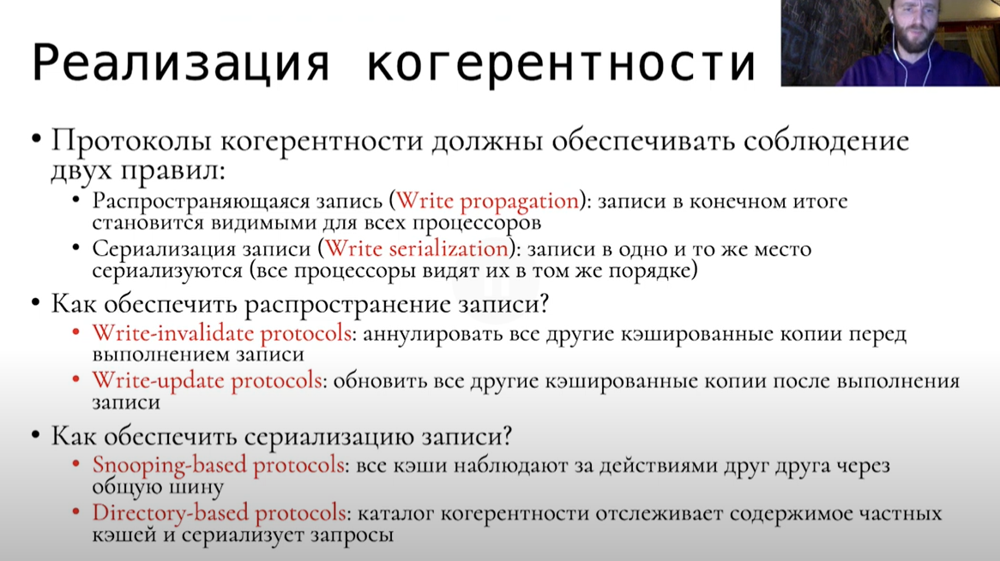 Реализация когерентности
• Протоколы когерентности должны обеспечивать соблюдение
двух правил:
• Распространяющаяся запись (Write propagation): записи в конечном итоге
становится видимыми для всех процессоров
• Сериализация записи (Write serialization): записи в одно и то же место
сериализуются (все процессоры видят их в том же порядке)
• Как обеспечить распространение записи?
• Write-invalidate protocols: аннулировать все другие кэшированные копии перед
выполнением записи
• Write-update protocols: обновить все другие кэшированные копии после выполнения
записи
• Как обеспечить сериализацию записи?
• Snooping-based protocols: все кэши наблюдают за действиями друг друга через
общую шину
• Directory-based protocols: каталог когерентности отслеживает содержимое частных
кэшей и сериализует запросы